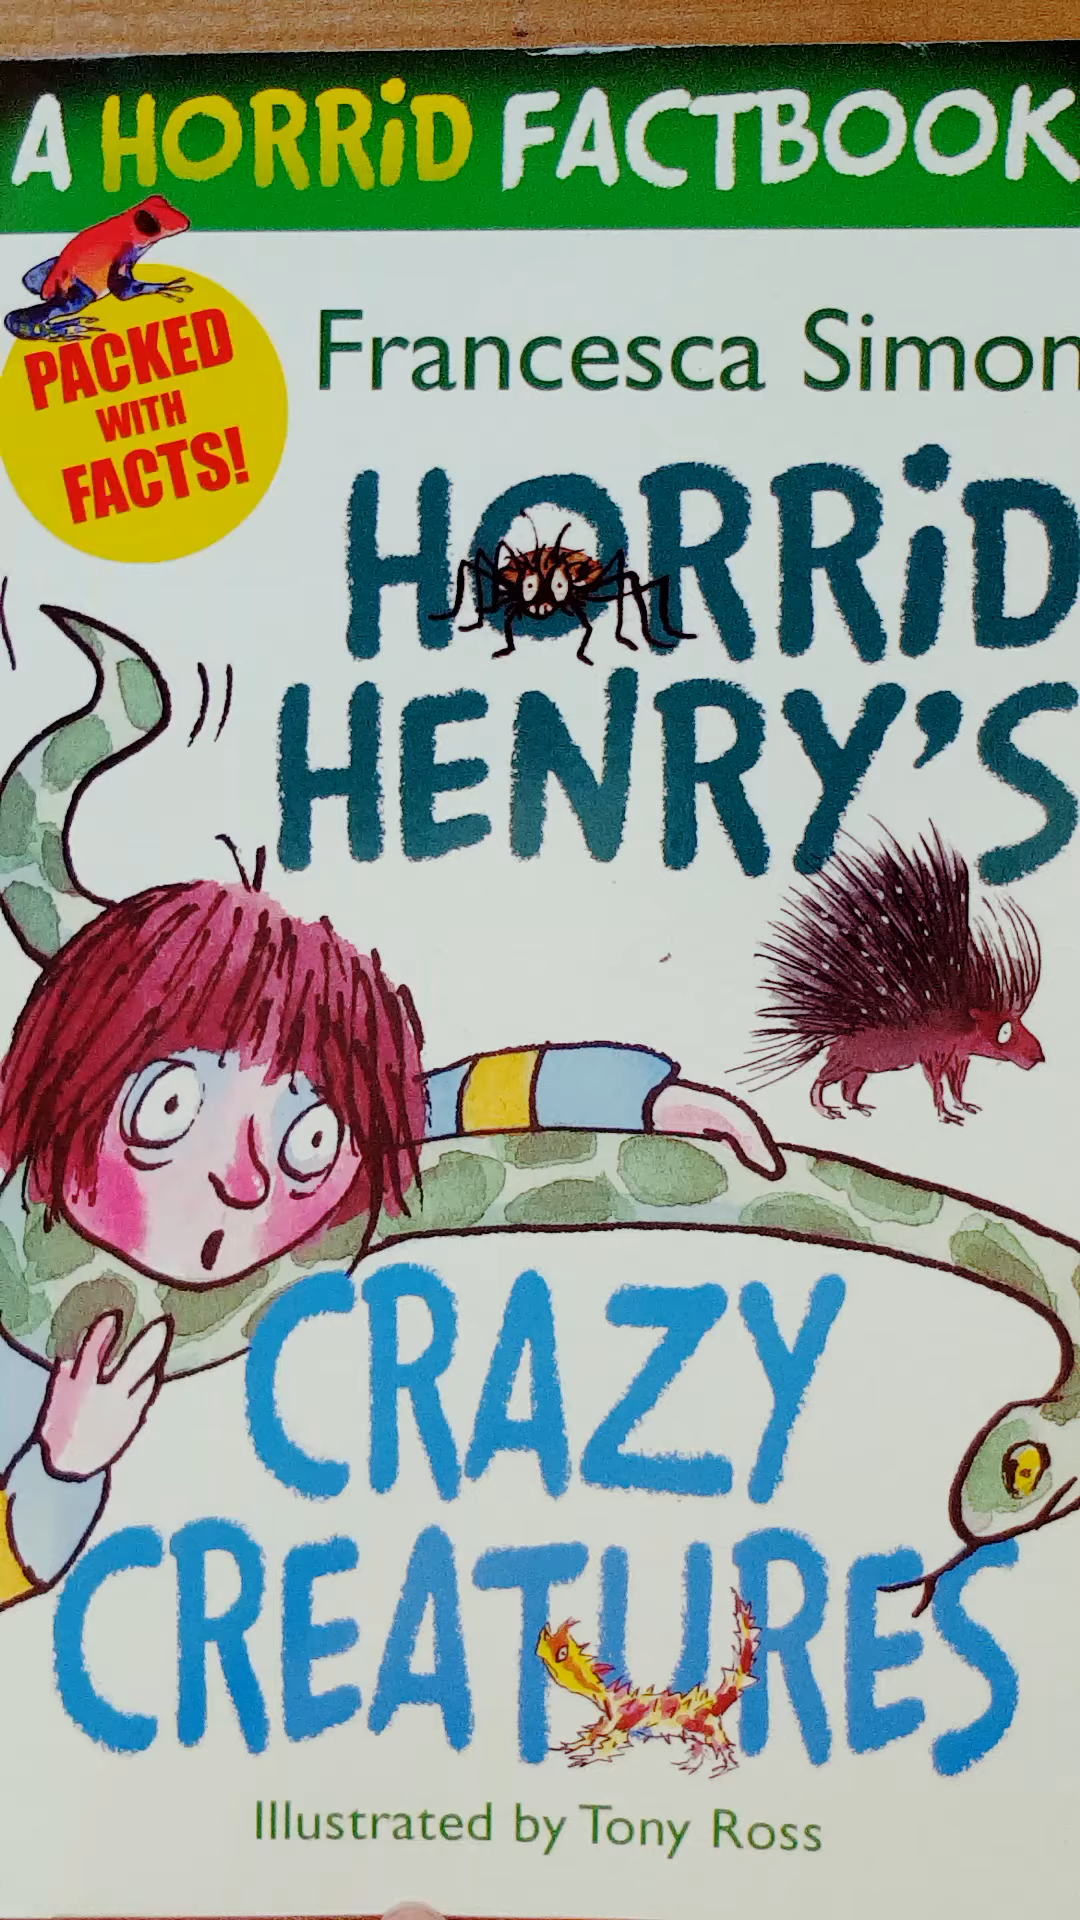 A HORRiD FACTBOOK
PACKED
WITH
FACTS!
Francesca Simon
HORRiD
HENRY'S
CRAZY
CREATURES
Illustrated by Tony Ross